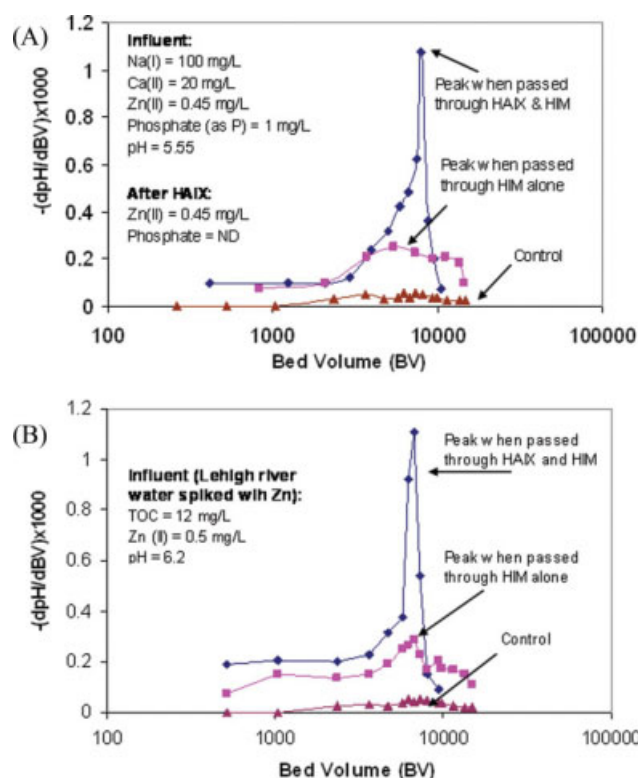 (A)
1.2
1
0.8
0.6
0.4
0.2
0
-(dpH/dBV)x1000
Influent:
Na(I) = 100 mg/L
Ca(II) = 20 mg/L
Zn(II) = 0.45 mg/L
Phosphate (as P) = 1 mg/L
pH = 5.55
After HAIX:
Zn(II) = 0.45 mg/L
Phosphate = ND
Peak when passed
through HAIX & HIM
Peak when passed
through HIM alone
Control
100
1000
10000
100000
Bed Volume (BV)
(B)
1.2
1
0.8
0.6
0.4
0.2
0
-(dpH/dBV)x1000
Influent (Lehigh river
water spiked wih Zn):
TOC = 12 mg/L
Zn (II) = 0.5 mg/L
pH = 6.2
Peak when passed
through HAIX and HIM
Peak when passed
through HIM alone
Control
100
1000
10000
100000
Bed Volume (BV)